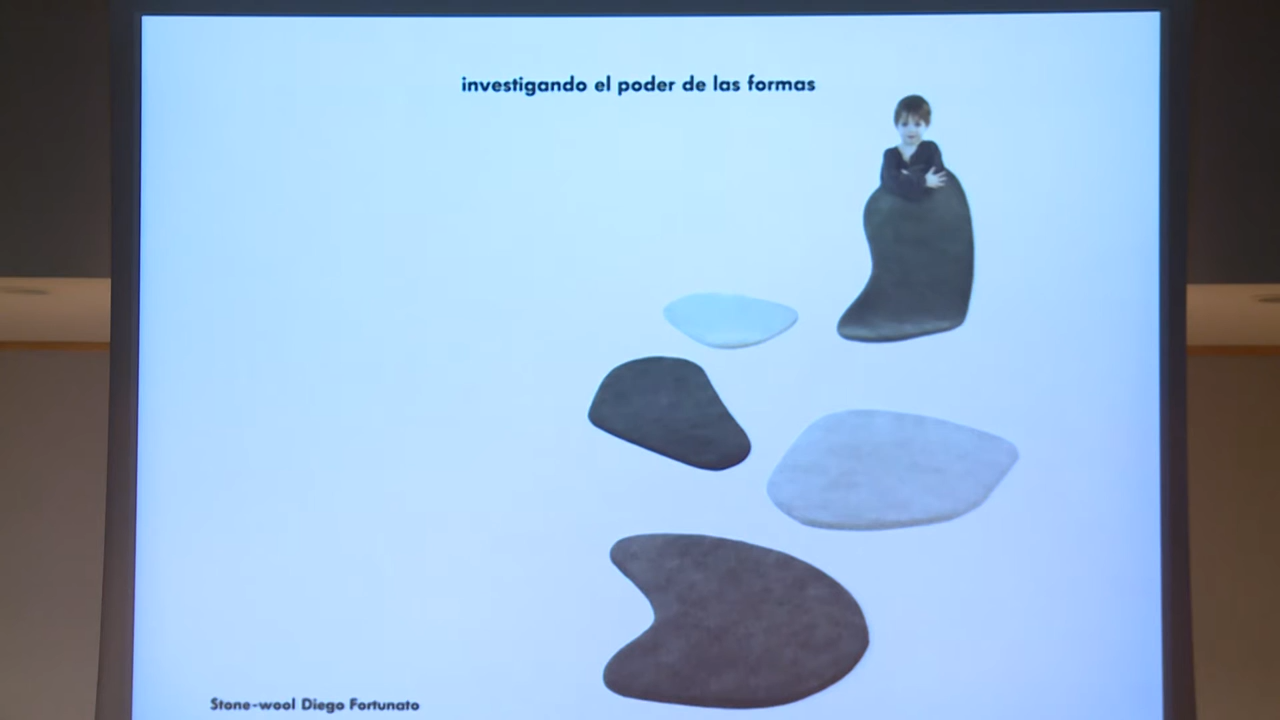 investigando el poder de las formas
Stone-wool Diego Fortunato